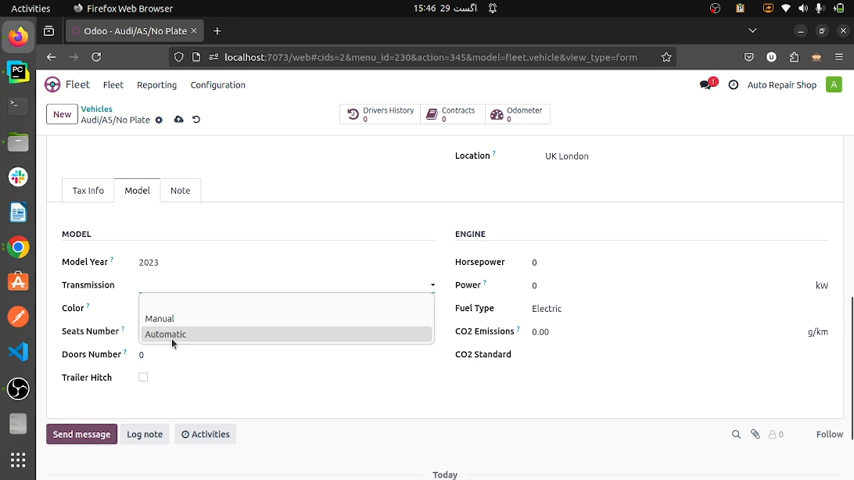 Activities
Firefox Web Browser
15:46 29 آگست
Odoo - Audi/A5/No Plate
localhost:7073/web#cids=2&menu_id=230&action=345&model=fleet.vehicle&view_type=form
Fleet Fleet Reporting Configuration
1
Auto Repair Shop A
New
Vehicles
Audi/A5/No Plate
Drivers History
0
Contracts
0
Odometer
0
Location ? UK London
Tax Info Model Note
MODEL ENGINE
Model Year ? 2023 Horsepower 0
Transmission Power ? 0 kW
Color ? Fuel Type Electric
Manual
Seats Number ? CO2 Emissions ? 0.00 g/km
Automatic
Doors Number ? 0 CO2 Standard
Trailer Hitch
Send message Log note Activities 0 Follow
Today